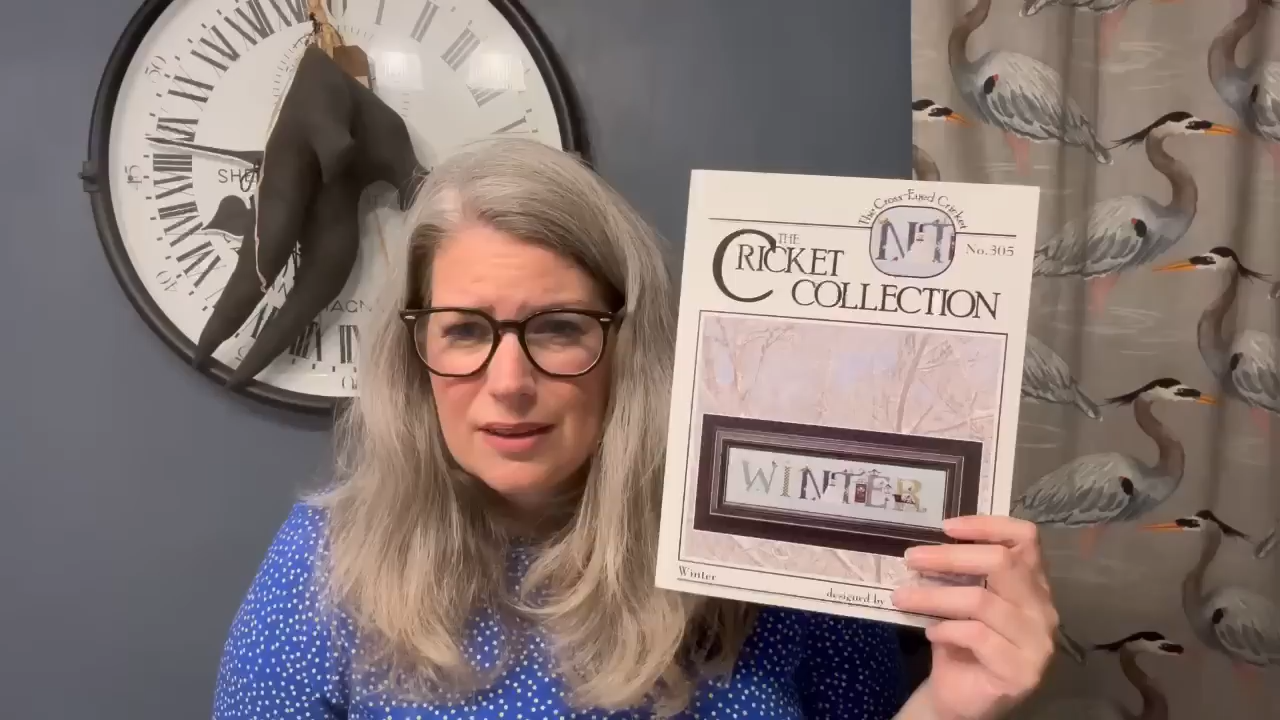 The Cross-Eyed Cricket
THE
CRICKET
COLLECTION
No. 305
WINTER
Winter
designed by